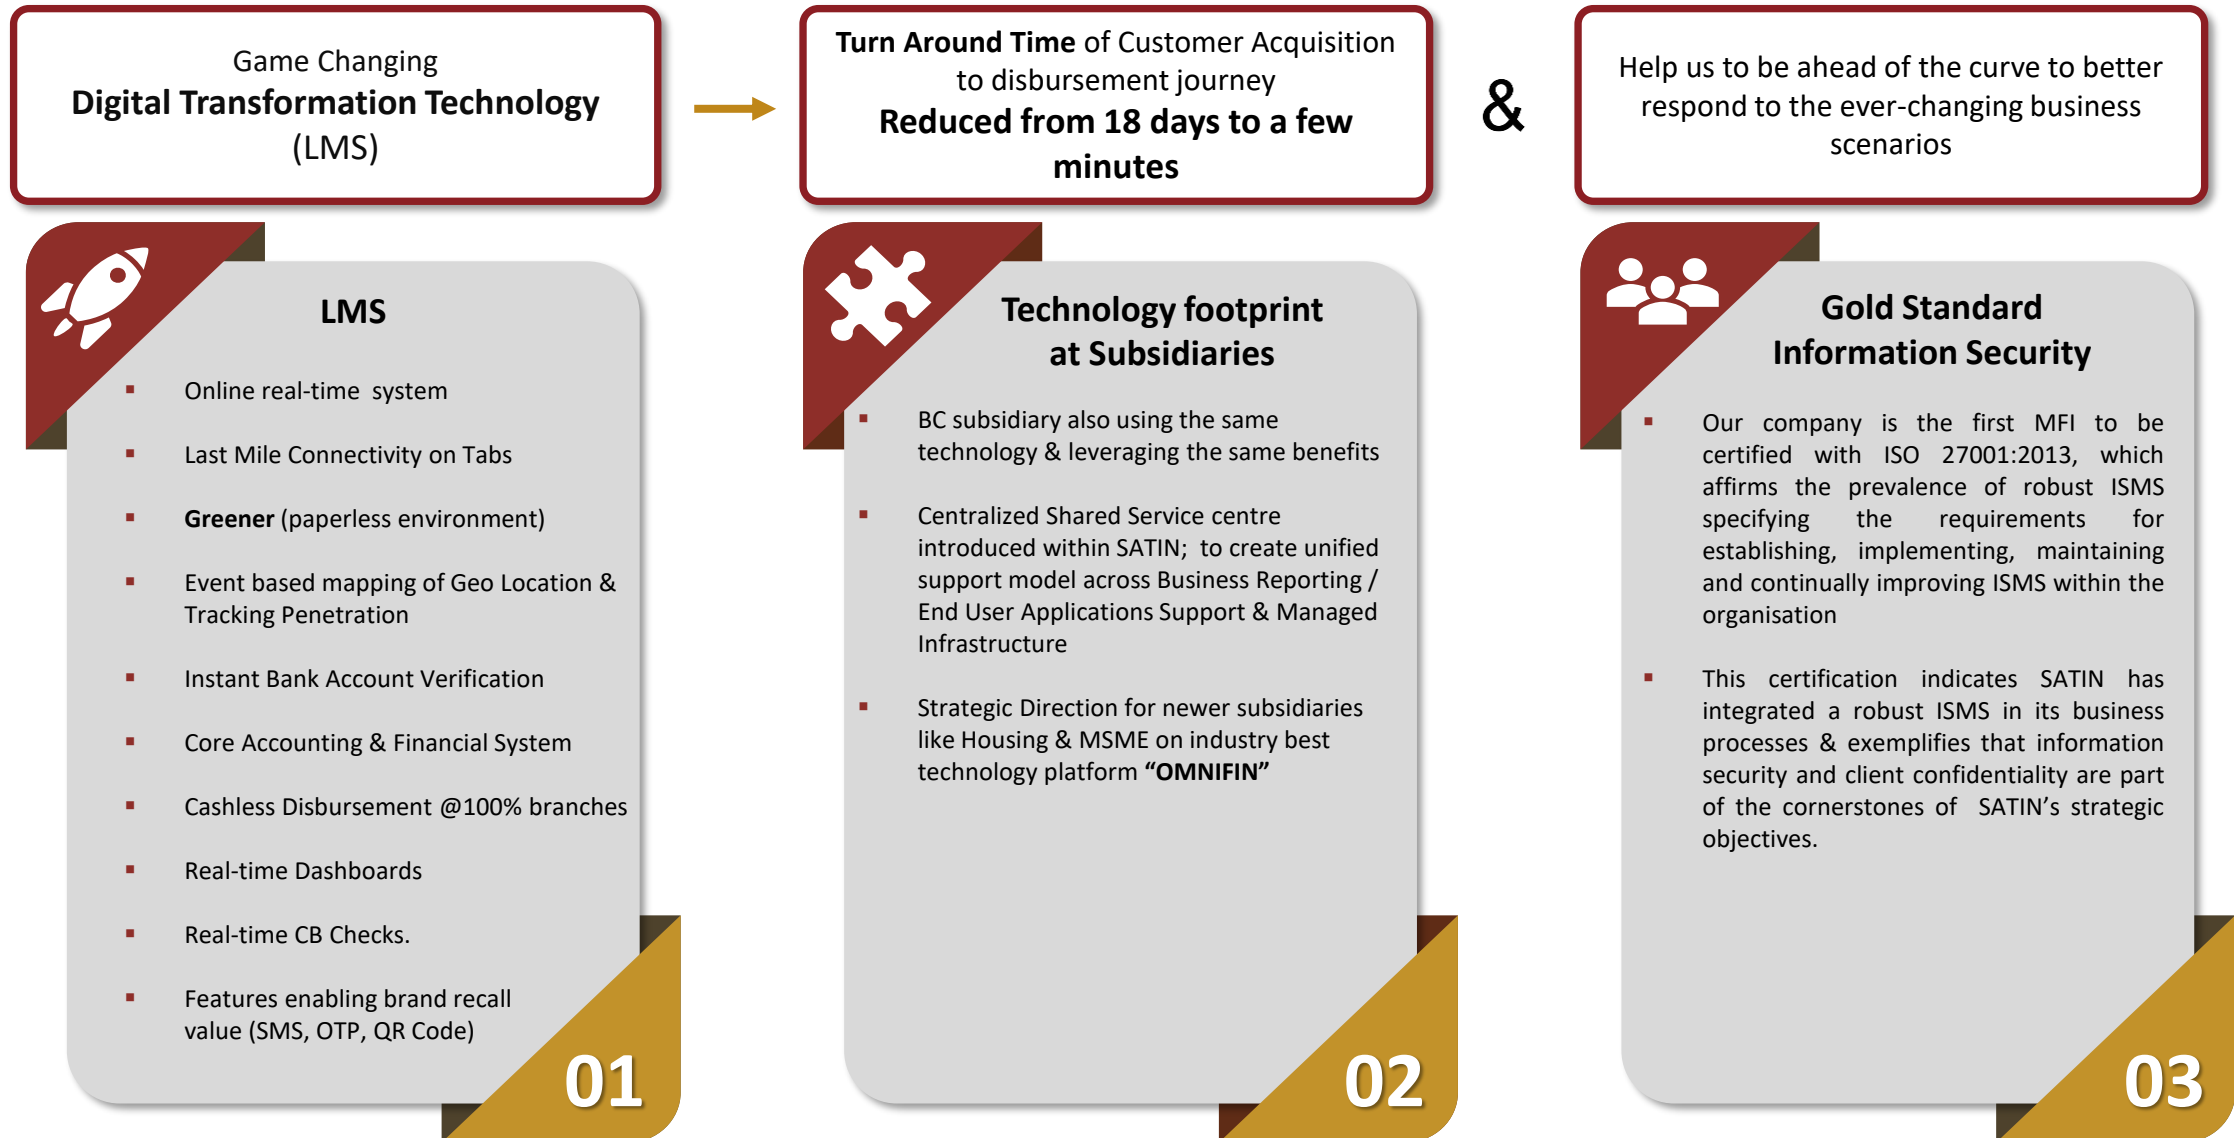 Game Changing
Digital Transformation Technology
(LMS)
Turn Around Time of Customer Acquisition
to disbursement journey
Reduced from 18 days to a few
minutes
&
Help us to be ahead of the curve to better
respond to the ever-changing business
scenarios
LMS
▪ Online real-time system
▪ Last Mile Connectivity on Tabs
▪ Greener (paperless environment)
▪ Event based mapping of Geo Location &
Tracking Penetration
▪ Instant Bank Account Verification
▪ Core Accounting & Financial System
▪ Cashless Disbursement @100% branches
▪ Real-time Dashboards
▪ Real-time CB Checks.
▪ Features enabling brand recall
value (SMS, OTP, QR Code)
01
Technology footprint
at Subsidiaries
▪ BC subsidiary also using the same
technology & leveraging the same benefits
▪ Centralized Shared Service centre
introduced within SATIN; to create unified
support model across Business Reporting /
End User Applications Support & Managed
Infrastructure
▪ Strategic Direction for newer subsidiaries
like Housing & MSME on industry best
technology platform “OMNIFIN”
02
Gold Standard
Information Security
▪ Our company is the first MFI to be
certified with ISO 27001:2013, which
affirms the prevalence of robust ISMS
specifying the requirements for
establishing, implementing, maintaining
and continually improving ISMS within the
organisation
▪ This certification indicates SATIN has
integrated a robust ISMS in its business
processes & exemplifies that information
security and client confidentiality are part
of the cornerstones of SATIN’s strategic
objectives.
03